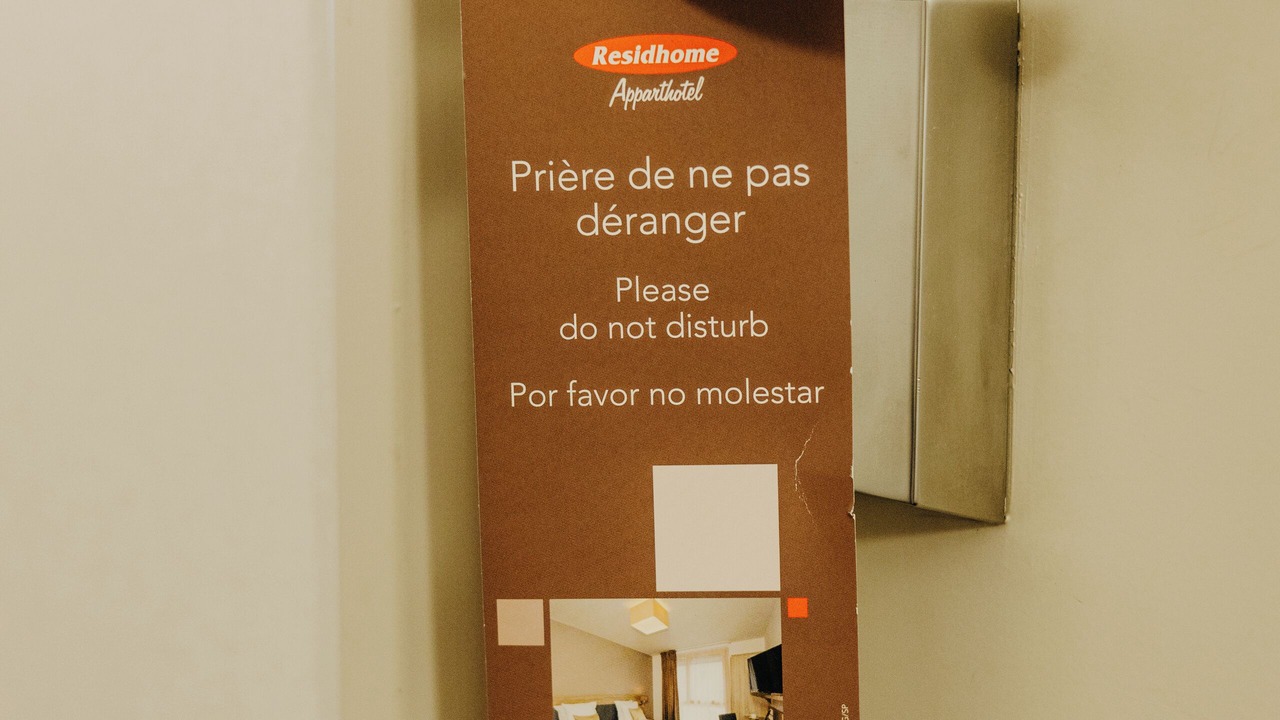 Residhome
Apparthotel
Prière de ne pas
déranger
Please
do not disturb
Por favor no molestar